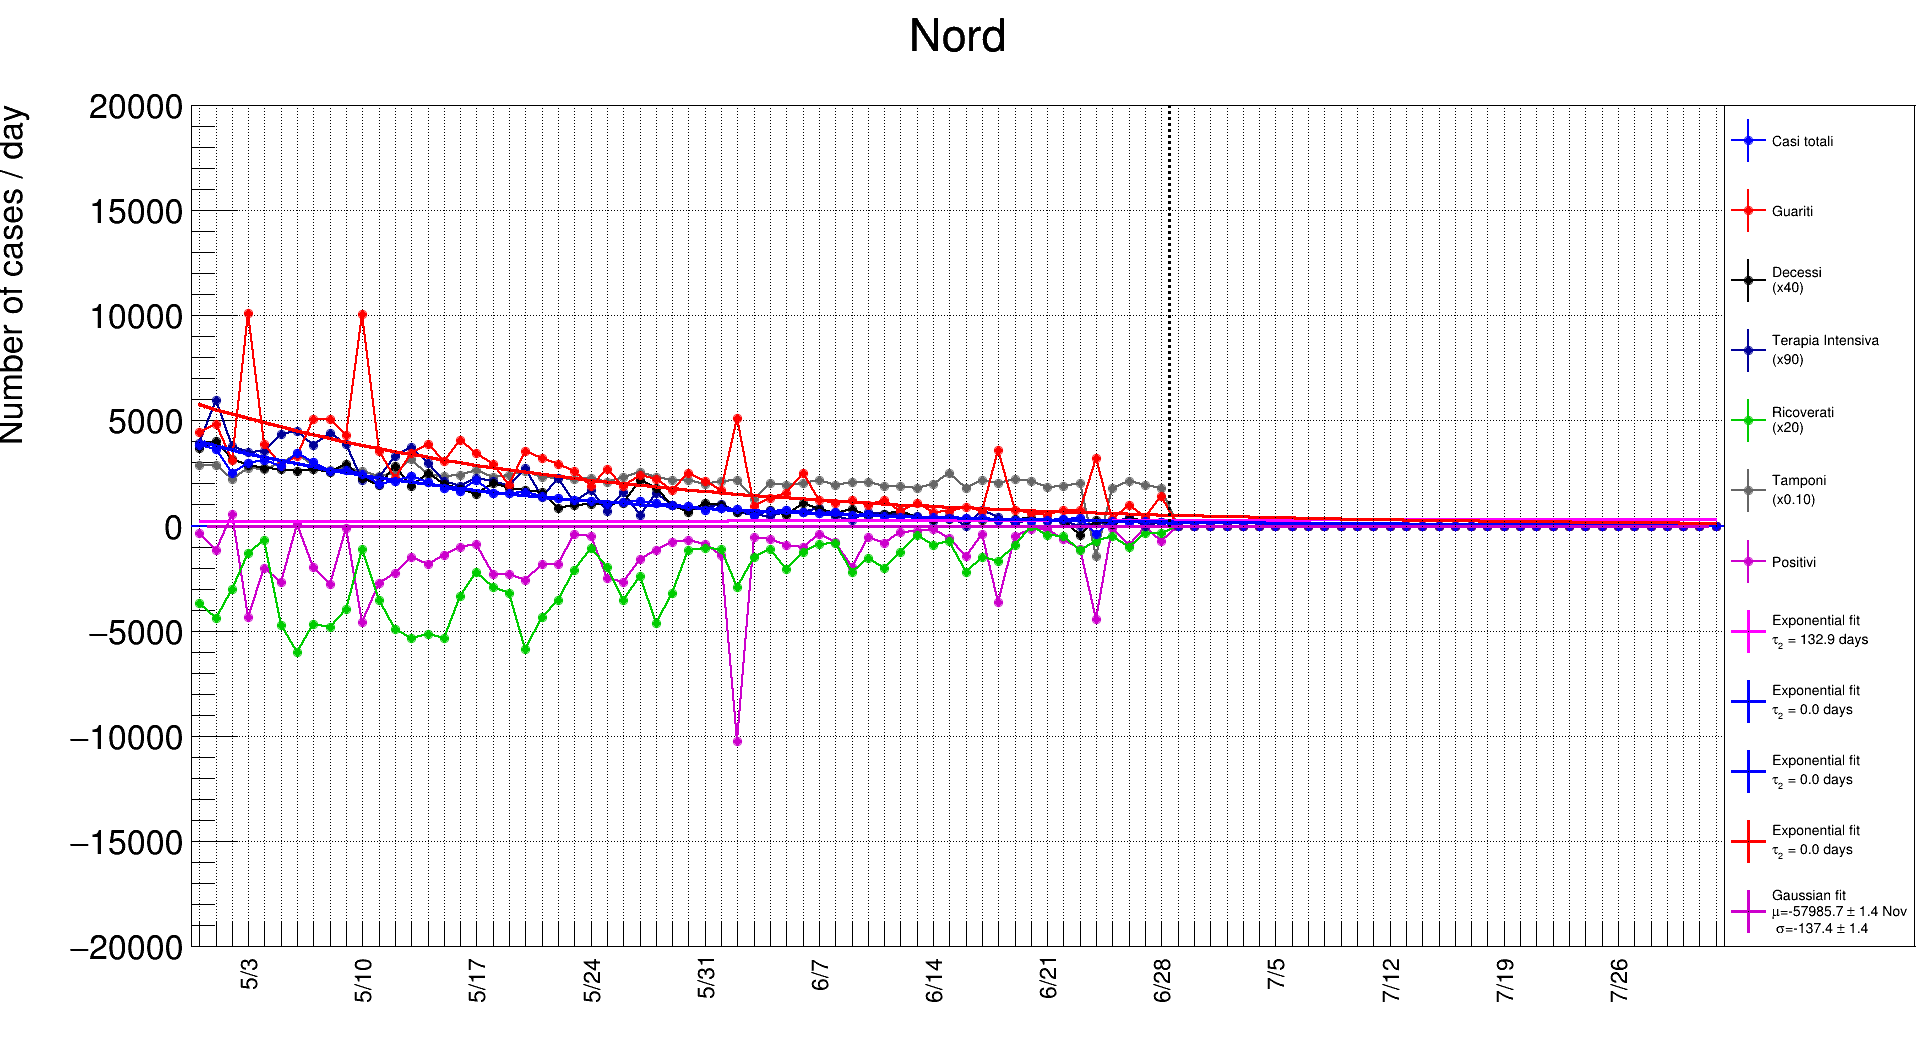 Nord
Number of cases / day
20000
15000
10000
5000
0
−5000
−10000
−15000
−20000
5/3
5/10
5/17
5/24
5/31
6/7
6/14
6/21
6/28
7/5
7/12
7/19
7/26
Casi totali
Guariti
Decessi
(x40)
Terapia Intensiva
(x90)
Ricoverati
(x20)
Tamponi
(x0.10)
Positivi
Exponential fit
τ2 = 132.9 days
Exponential fit
τ2 = 0.0 days
Exponential fit
τ2 = 0.0 days
Exponential fit
τ2 = 0.0 days
Gaussian fit
μ=-57985.7 ± 1.4 Nov
σ=-137.4 ± 1.4